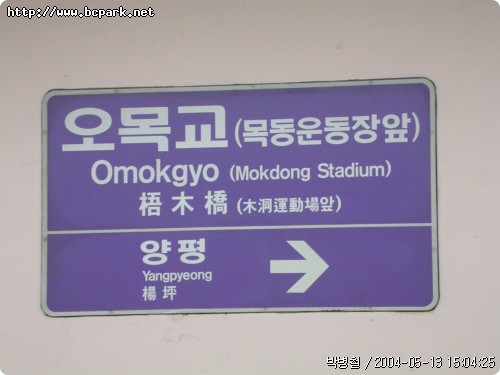 http://www.bcpark.net
오목교(목동운동장앞)
Omokgyo (Mokdong Stadium)
梧木橋(木洞運動場앞)
양평
Yangpyeong
楊坪
박병철 / 2004-05-13 15:04:25